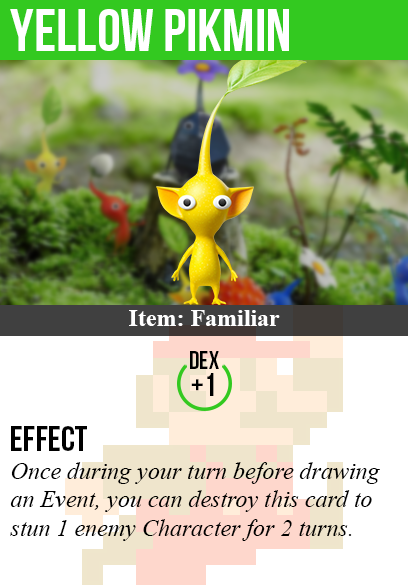 YELLOW PIKMIN
Item: Familiar
DEX
+1
EFFECT
Once during your turn before drawing
an Event, you can destroy this card to
stun 1 enemy Character for 2 turns.